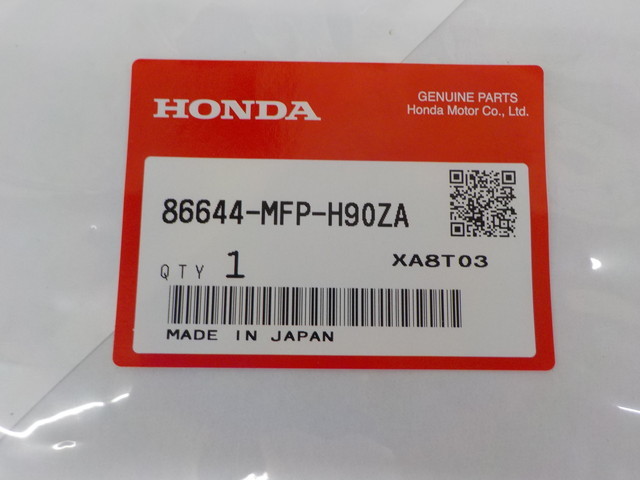 HONDA
GENUINE PARTS
Honda Motor Co., Ltd.
86644-MFP-H90ZA
QTY 1
XA8T03
MADE IN JAPAN